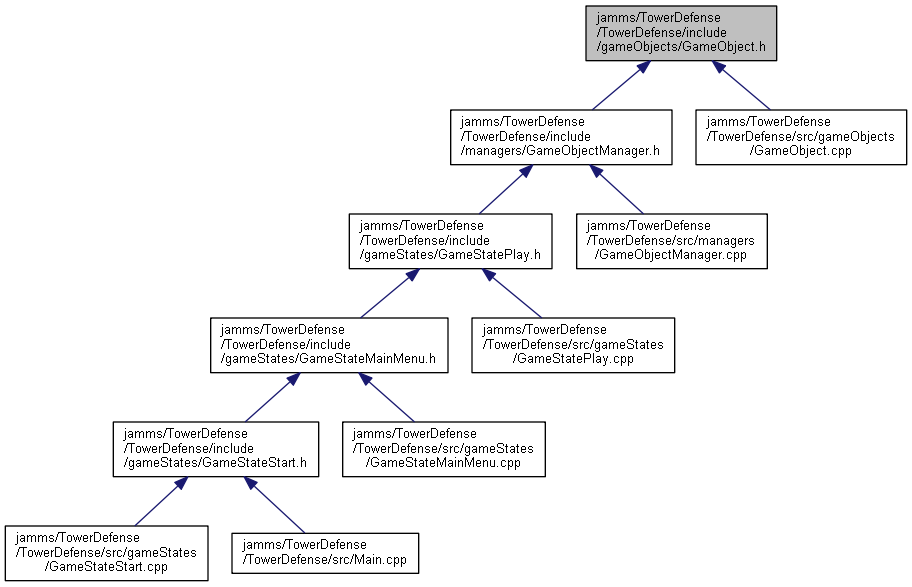 jamms/TowerDefense
/TowerDefense/include
/gameObjects/GameObject.h
jamms/TowerDefense
/TowerDefense/include
/managers/GameObjectManager.h
jamms/TowerDefense
/TowerDefense/src/gameObjects
/GameObject.cpp
jamms/TowerDefense
/TowerDefense/include
/gameStates/GameStatePlay.h
jamms/TowerDefense
/TowerDefense/src/managers
/GameObjectManager.cpp
jamms/TowerDefense
/TowerDefense/include
/gameStates/GameStateMainMenu.h
jamms/TowerDefense
/TowerDefense/src/gameStates
/GameStatePlay.cpp
jamms/TowerDefense
/TowerDefense/include
/gameStates/GameStateStart.h
jamms/TowerDefense
/TowerDefense/src/gameStates
/GameStateMainMenu.cpp
jamms/TowerDefense
/TowerDefense/src/gameStates
/GameStateStart.cpp
jamms/TowerDefense
/TowerDefense/src/Main.cpp